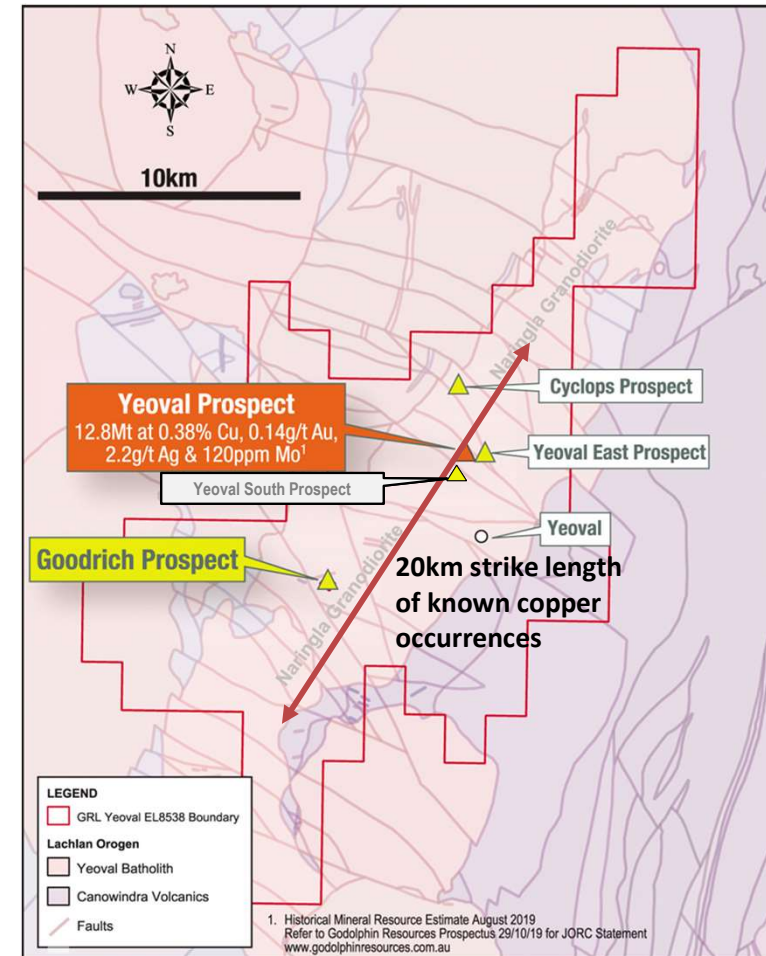 N
W E
S
10km
Naringla Granodiorite
Cyclops Prospect
Yeoval Prospect
12.8Mt at 0.38% Cu, 0.14g/t Au,
2.2g/t Ag & 120ppm Mo1
Yeoval East Prospect
Yeoval South Prospect
Yeoval
Goodrich Prospect
Naringla Granodiorite
20km strike length
of known copper
occurrences
LEGEND
GRL Yeoval EL8538 Boundary
Lachlan Orogen
Yeoval Batholith
Canowindra Volcanics
Faults
1. Historical Mineral Resource Estimate August 2019
Refer to Godolphin Resources Prospectus 29/10/19 for JORC Statement
www.godolphinresources.com.au